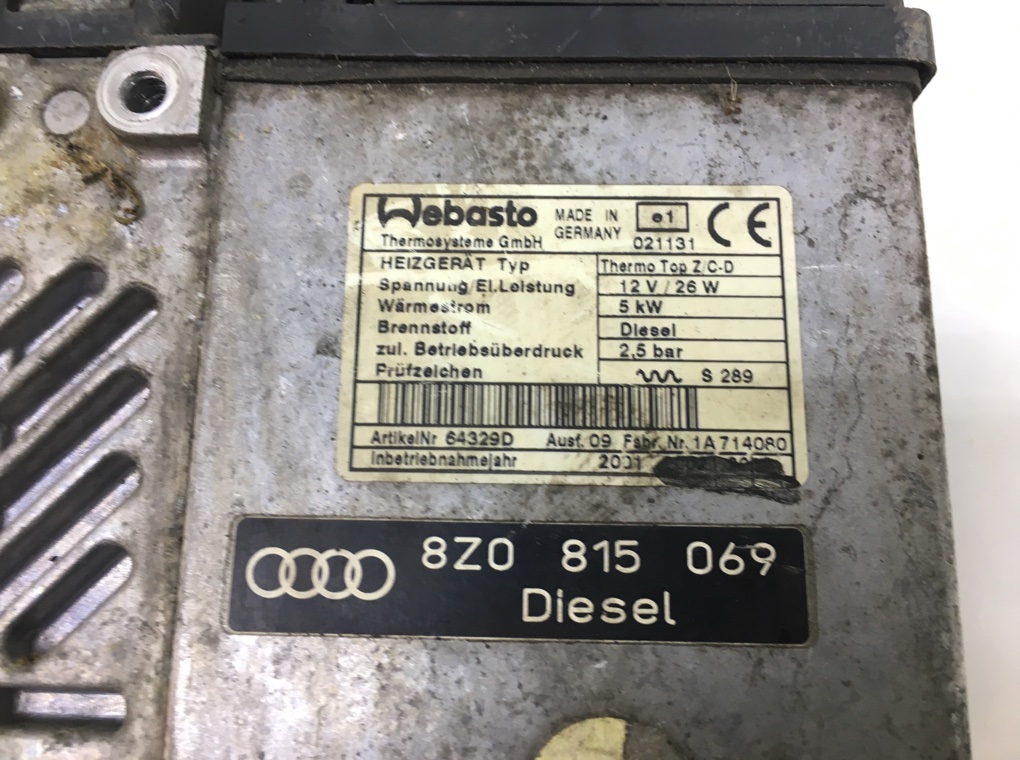 Webasto MADE IN GERMANY e1
Thermosysteme GmbH 021131 CE
HEIZGERÄT Typ Thermo Top Z/C-D
Spannung/El.Leistung 12 V / 26 W
Wärmestrom 5 kW
Brennstoff Diesel
zul. Betriebsüberdruck 2,5 bar
Prüfzeichen S 289
ArtikelNr 64329D Ausf. 09 Fabr. Nr. 1A714080
Inbetriebnahmejahr 2001
8Z0 815 069
Diesel